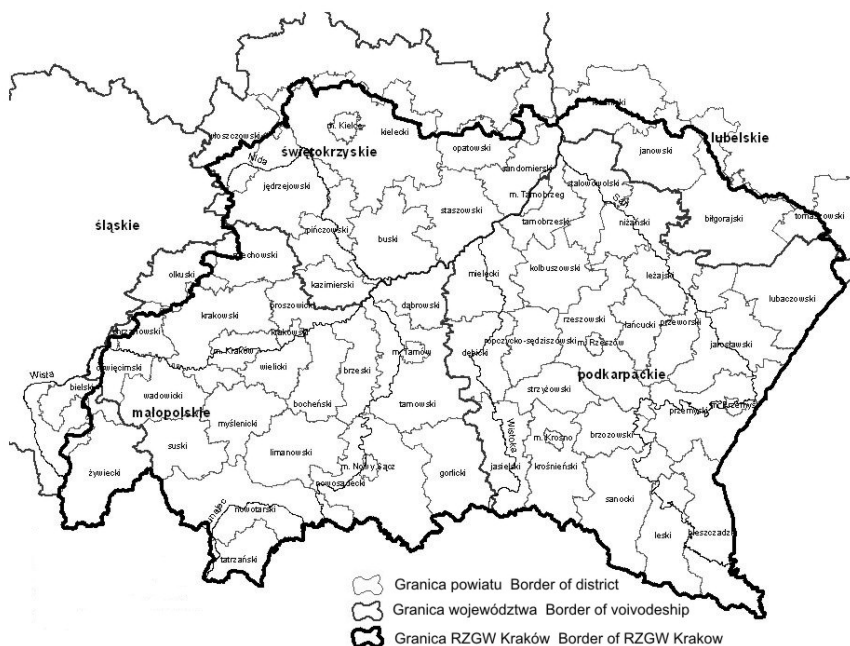 lubelskie
m. Kielce
kielecki
świętokrzyskie
opatowski
janowski
sandomierski
Nida
jędrzejowski
stalowowolski
m. Tarnobrzeg
San
staszowski
tarnobrzeski
niżański
biłgorajski
tomaszowski
śląskie
pińczowski
buski
olkuski
mielecki
kolbuszowski
leżajski
lubaczowski
kazimierski
dąbrowski
krakowski
proszowicki
rzeszowski
łańcucki
przeworski
krakowski
m. Kraków
m. Tarnów
dębicki
ropczycko-sędziszowski
m. Rzeszów
jarosławski
Wisła
bielski
wielicki
brzeski
podkarpackie
wadowicki
bocheński
tarnowski
strzyżowski
małopolskie
myślenicki
Wisłoka
przemyski
m. Przemyśl
m. Krosno
brzozowski
suski
limanowski
żywiecki
m. Nowy Sącz
nowosądecki
gorlicki
jasielski
krośnieński
sanocki
nowotarski
leski
bieszczadzki
tatrzański
Granica powiatu Border of district
Granica województwa Border of voivodeship
Granica RZGW Kraków Border of RZGW Krakow